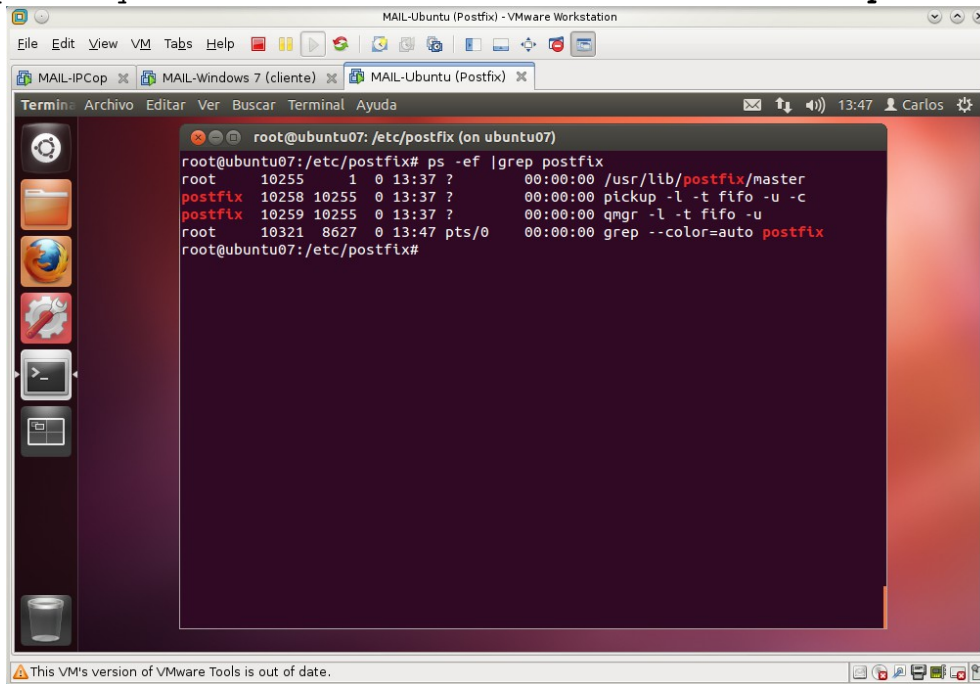 MAIL-Ubuntu (Postfix) - VMware Workstation
File Edit View VM Tabs Help
MAIL-IPCop MAIL-Windows 7 (cliente) MAIL-Ubuntu (Postfix)
Termina Archivo Editar Ver Buscar Terminal Ayuda 13:47 Carlos
root@ubuntu07: /etc/postfix (on ubuntu07)
root@ubuntu07:/etc/postfix# ps -ef |grep postfix
root 10255 1 0 13:37 ? 00:00:00 /usr/lib/postfix/master
postfix 10258 10255 0 13:37 ? 00:00:00 pickup -l -t fifo -u -c
postfix 10259 10255 0 13:37 ? 00:00:00 qmgr -l -t fifo -u
root 10321 8627 0 13:47 pts/0 00:00:00 grep --color=auto postfix
root@ubuntu07:/etc/postfix#
This VM's version of VMware Tools is out of date.